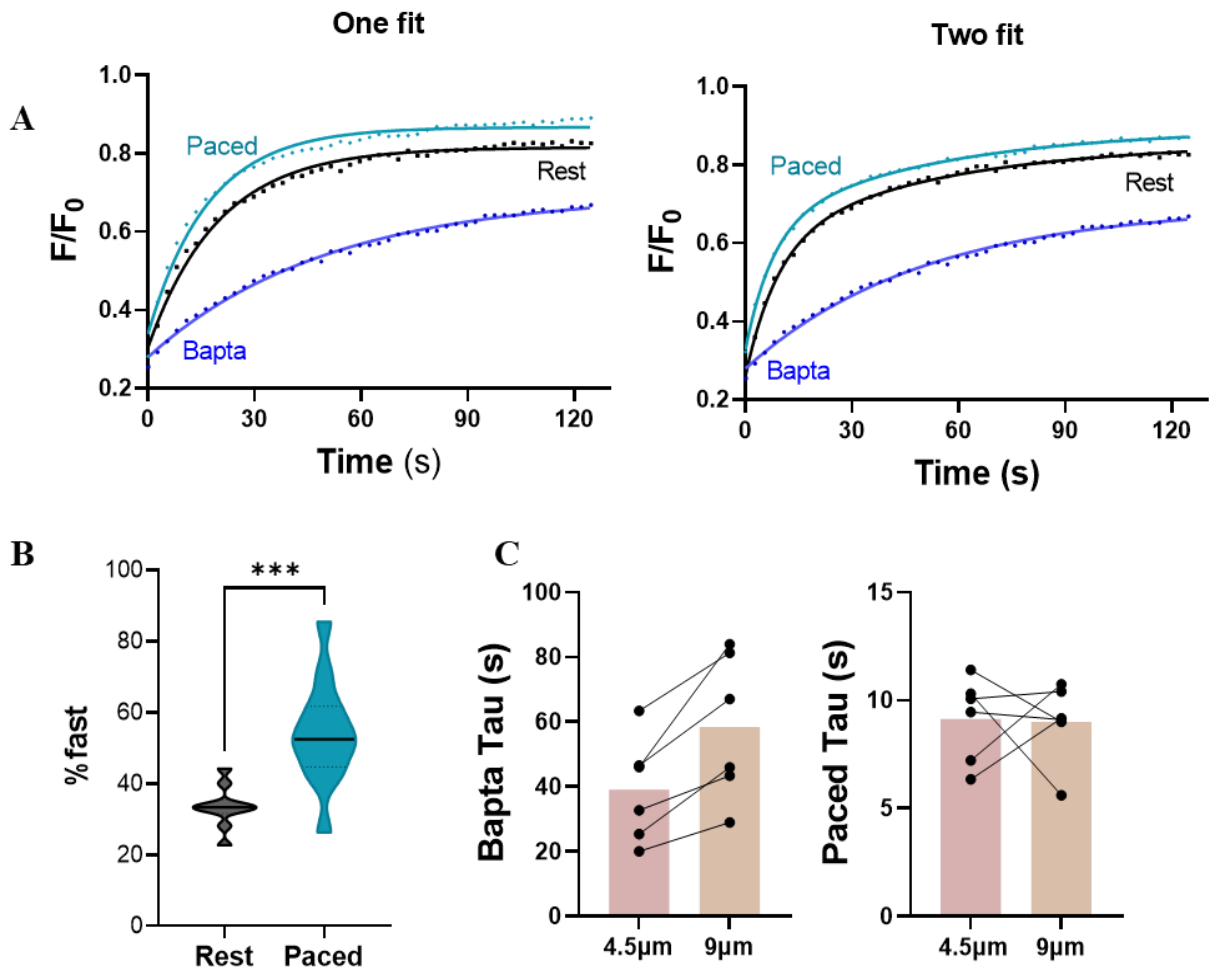 One fit
Two fit
A
F/F0
1.0
0.8
0.6
0.4
0.2
Paced
Rest
Bapta
0 30 60 90 120
Time (s)
F/F0
1.0
0.8
0.6
0.4
0.2
Paced
Rest
Bapta
0 30 60 90 120
Time (s)
B
%fast
100
80
60
40
20
0
***
Rest Paced
C
Bapta Tau (s)
100
80
60
40
20
0
4.5µm 9µm
Paced Tau (s)
15
10
5
0
4.5µm 9µm